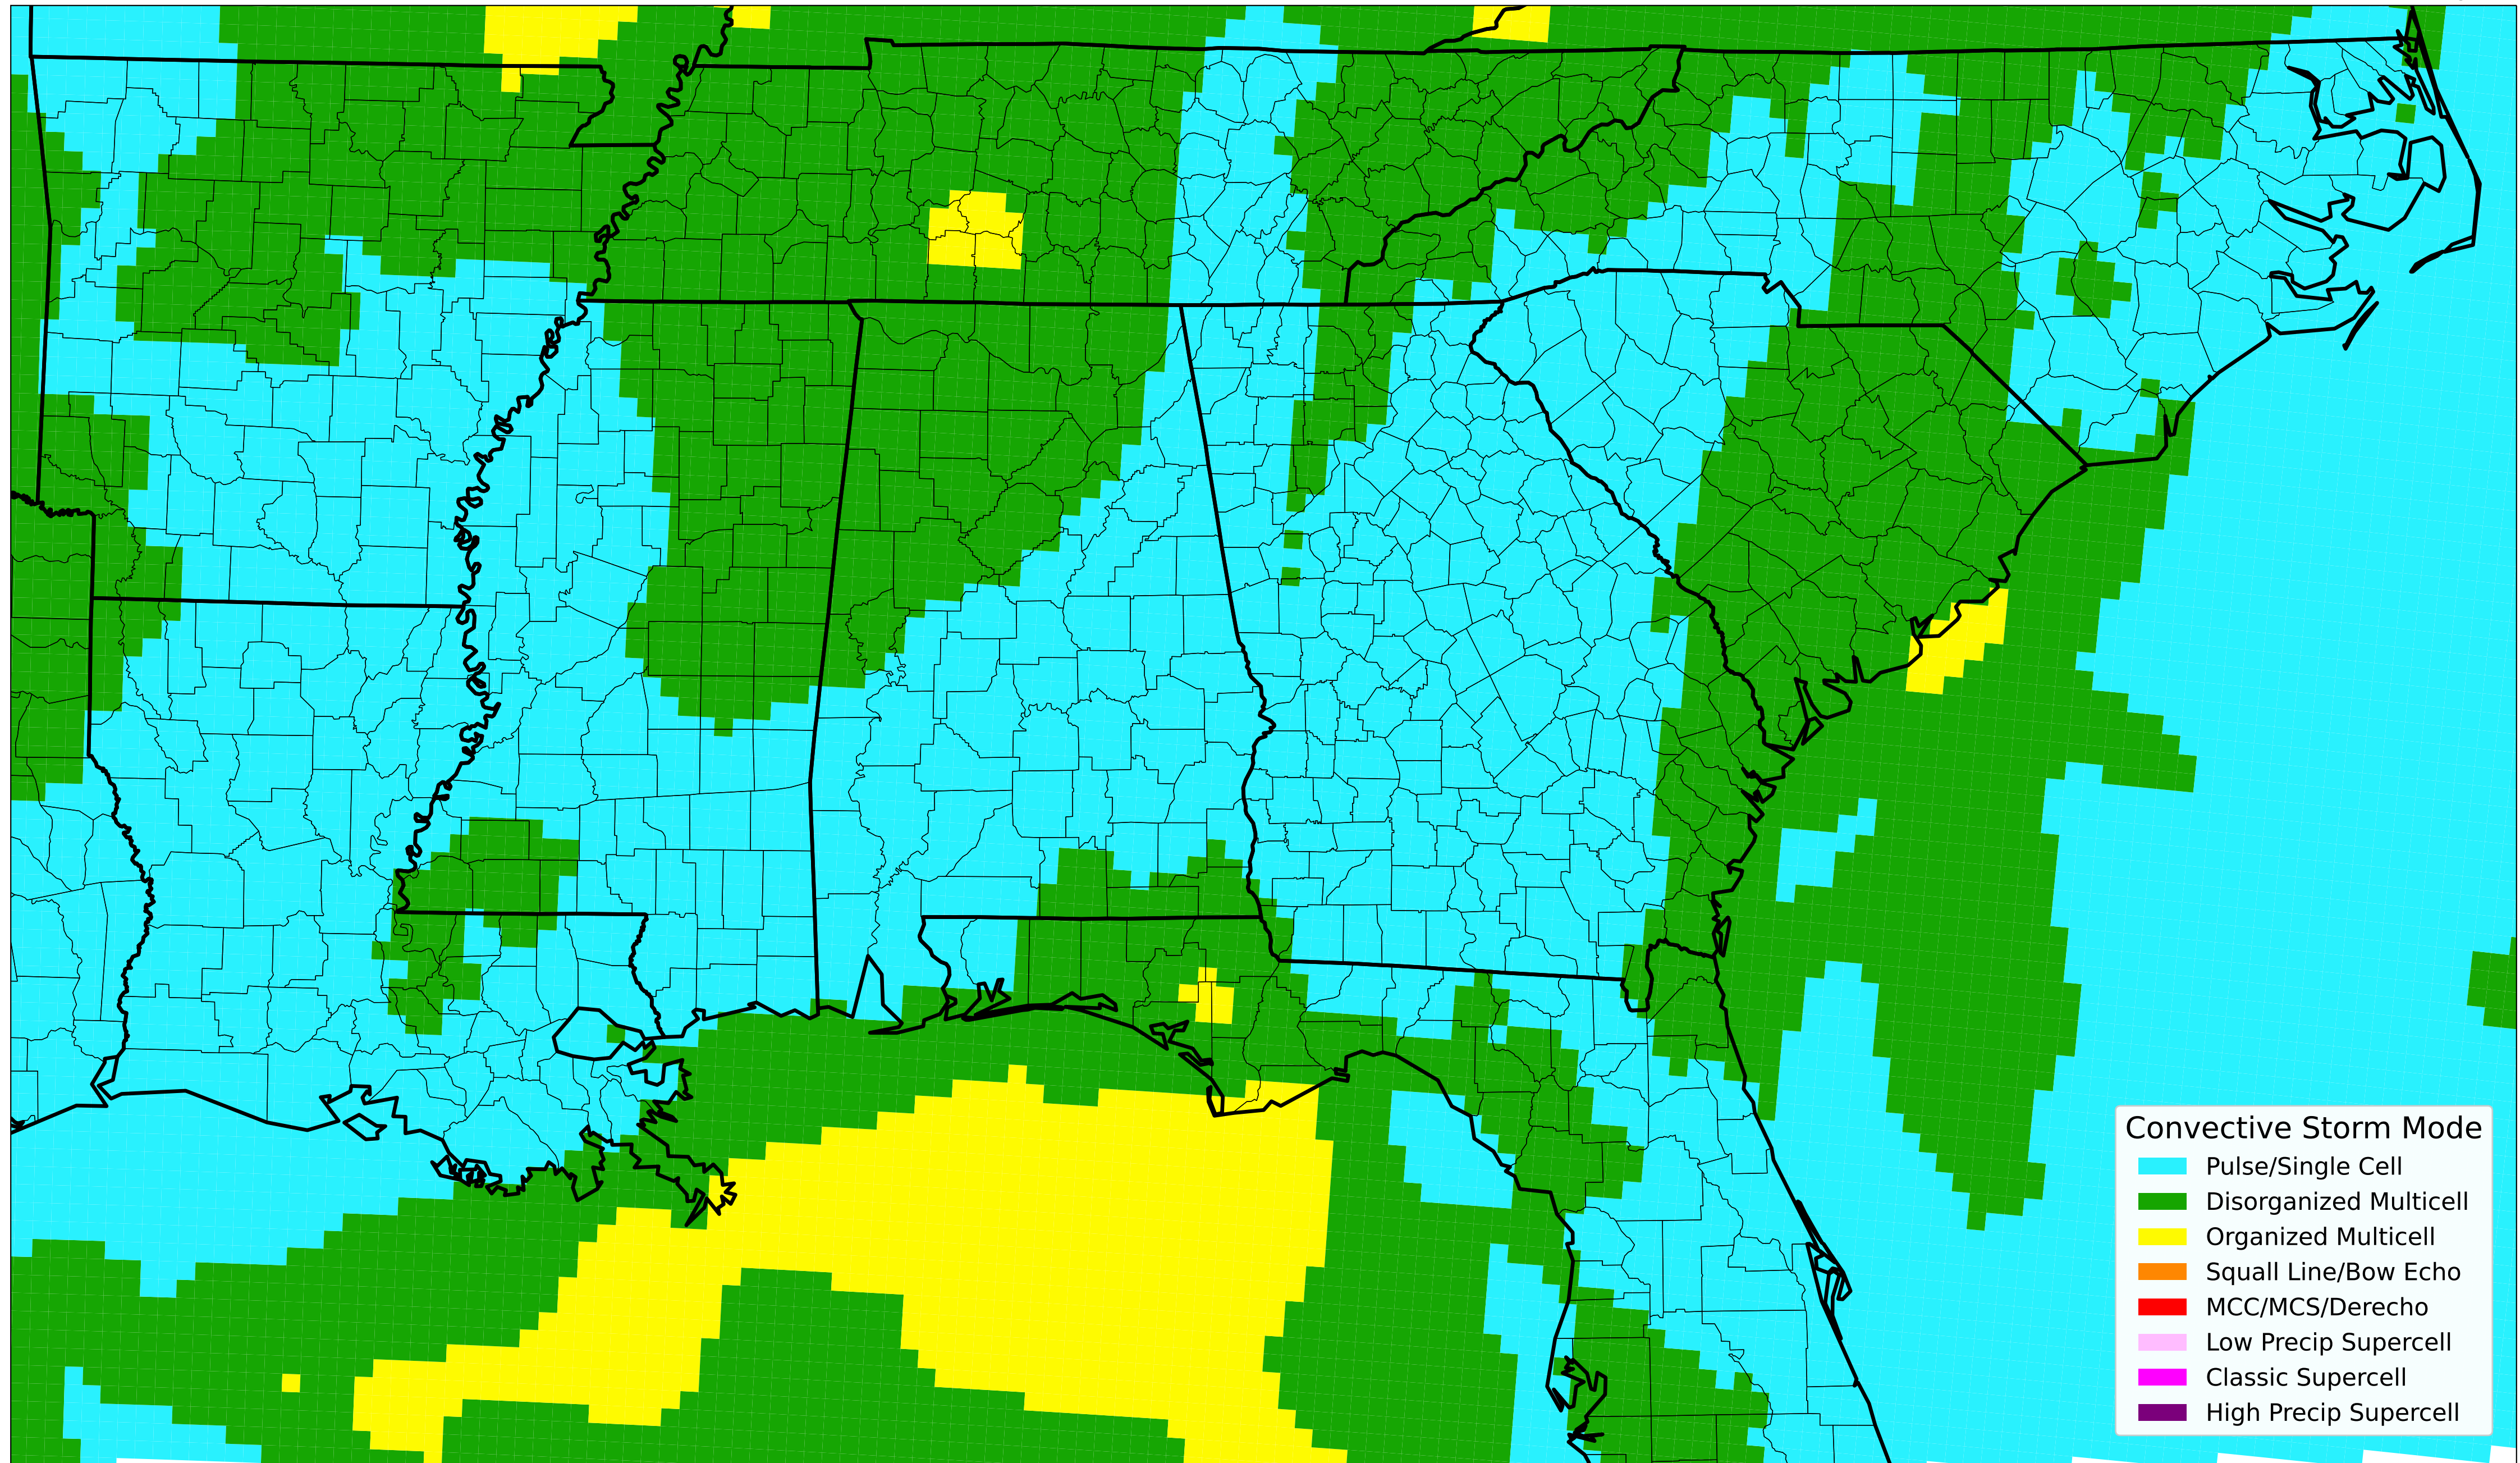 Convective Storm Mode
Pulse/Single Cell
Disorganized Multicell
Organized Multicell
Squall Line/Bow Echo
MCC/MCS/Derecho
Low Precip Supercell
Classic Supercell
High Precip Supercell